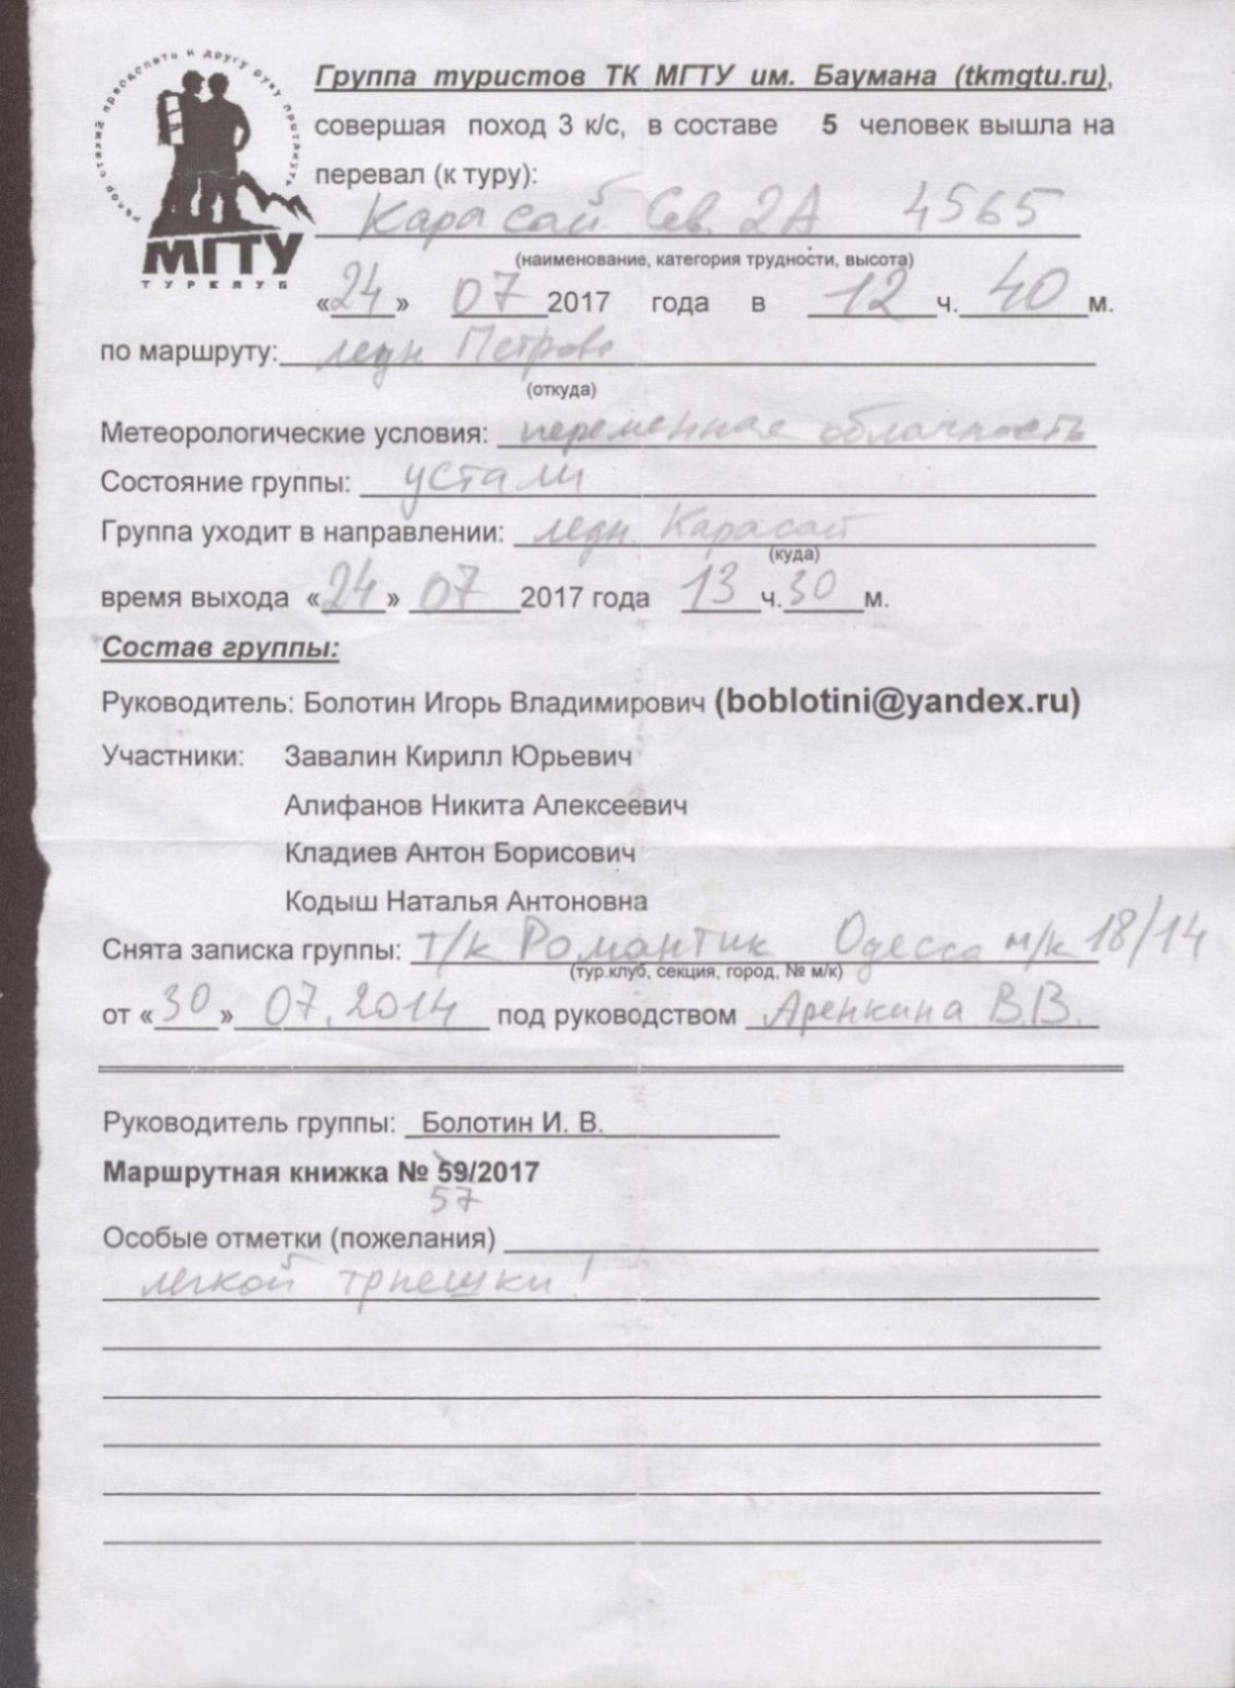 Группа туристов ТК МГТУ им. Баумана (tkmgtu.ru),
совершая поход 3 к/с, в составе 5 человек вышла на
перевал (к туру):
Карасай Сев. 2А 4565
(наименование, категория трудности, высота)
«24» 07 2017 года в 12 ч. 40 м.
по маршруту: ледн Петрова
(откуда)
Метеорологические условия: переменная облачность
Состояние группы: устали
Группа уходит в направлении: ледн. Карасай
(куда)
время выхода «24» 07 2017 года 13 ч. 30 м.
Состав группы:
Руководитель: Болотин Игорь Владимирович (boblotini@yandex.ru)
Участники: Завалин Кирилл Юрьевич
Алифанов Никита Алексеевич
Кладиев Антон Борисович
Кодыш Наталья Антоновна
Снята записка группы: т/к Романтик Одесса м/к 18/14
(тур.клуб, секция, город, № м/к)
от «30» 07.2014 под руководством Аренкина В.В.
Руководитель группы: Болотин И. В.
Маршрутная книжка № 59/2017
57
Особые отметки (пожелания)
легкой трпешки!
МГТУ
ТУРКЛУБ